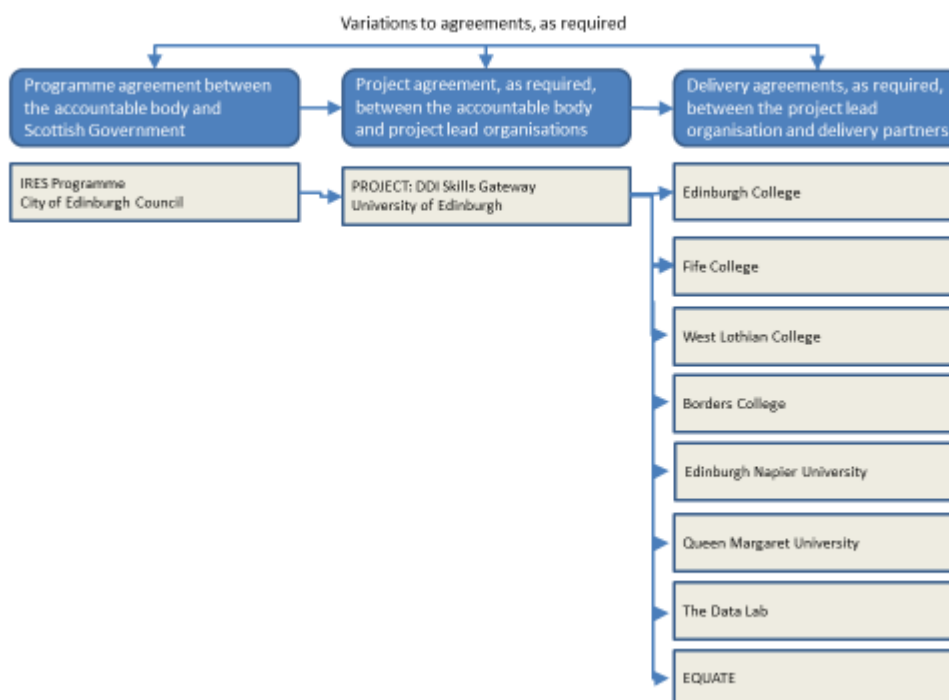 Variations to agreements, as required
Programme agreement between
the accountable body and
Scottish Government
Project agreement, as required,
between the accountable body
and project lead organisations
Delivery agreements, as required,
between the project lead
organisation and delivery partners
IRES Programme
City of Edinburgh Council
PROJECT: DDI Skills Gateway
University of Edinburgh
Edinburgh College
Fife College
West Lothian College
Borders College
Edinburgh Napier University
Queen Margaret University
The Data Lab
EQUATE